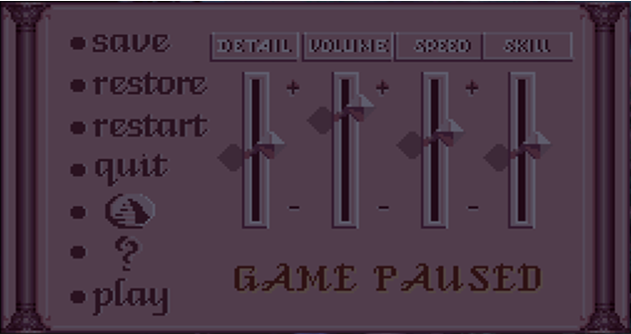 save
restore
restart
quit
?
play
DETAIL VOLUME SPEED SKILL
+ + +
- - -
GAME PAUSED